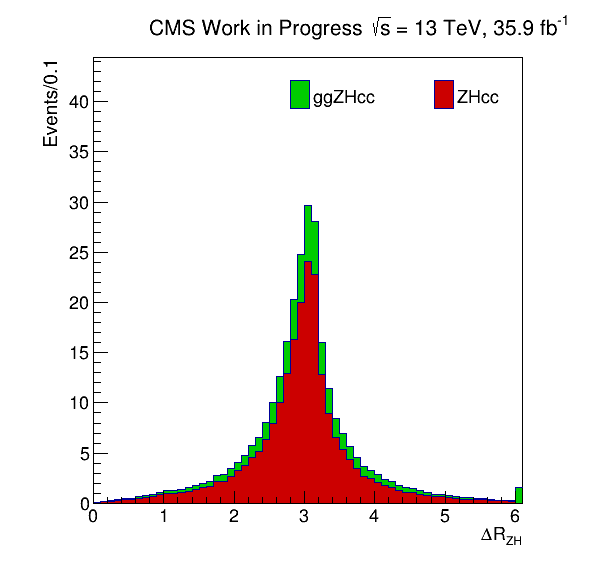 CMS Work in Progress √s = 13 TeV, 35.9 fb⁻¹
Events/0.1
ggZHcc
ZHcc
40
35
30
25
20
15
10
5
0
0 1 2 3 4 5 6
ΔR_ZH